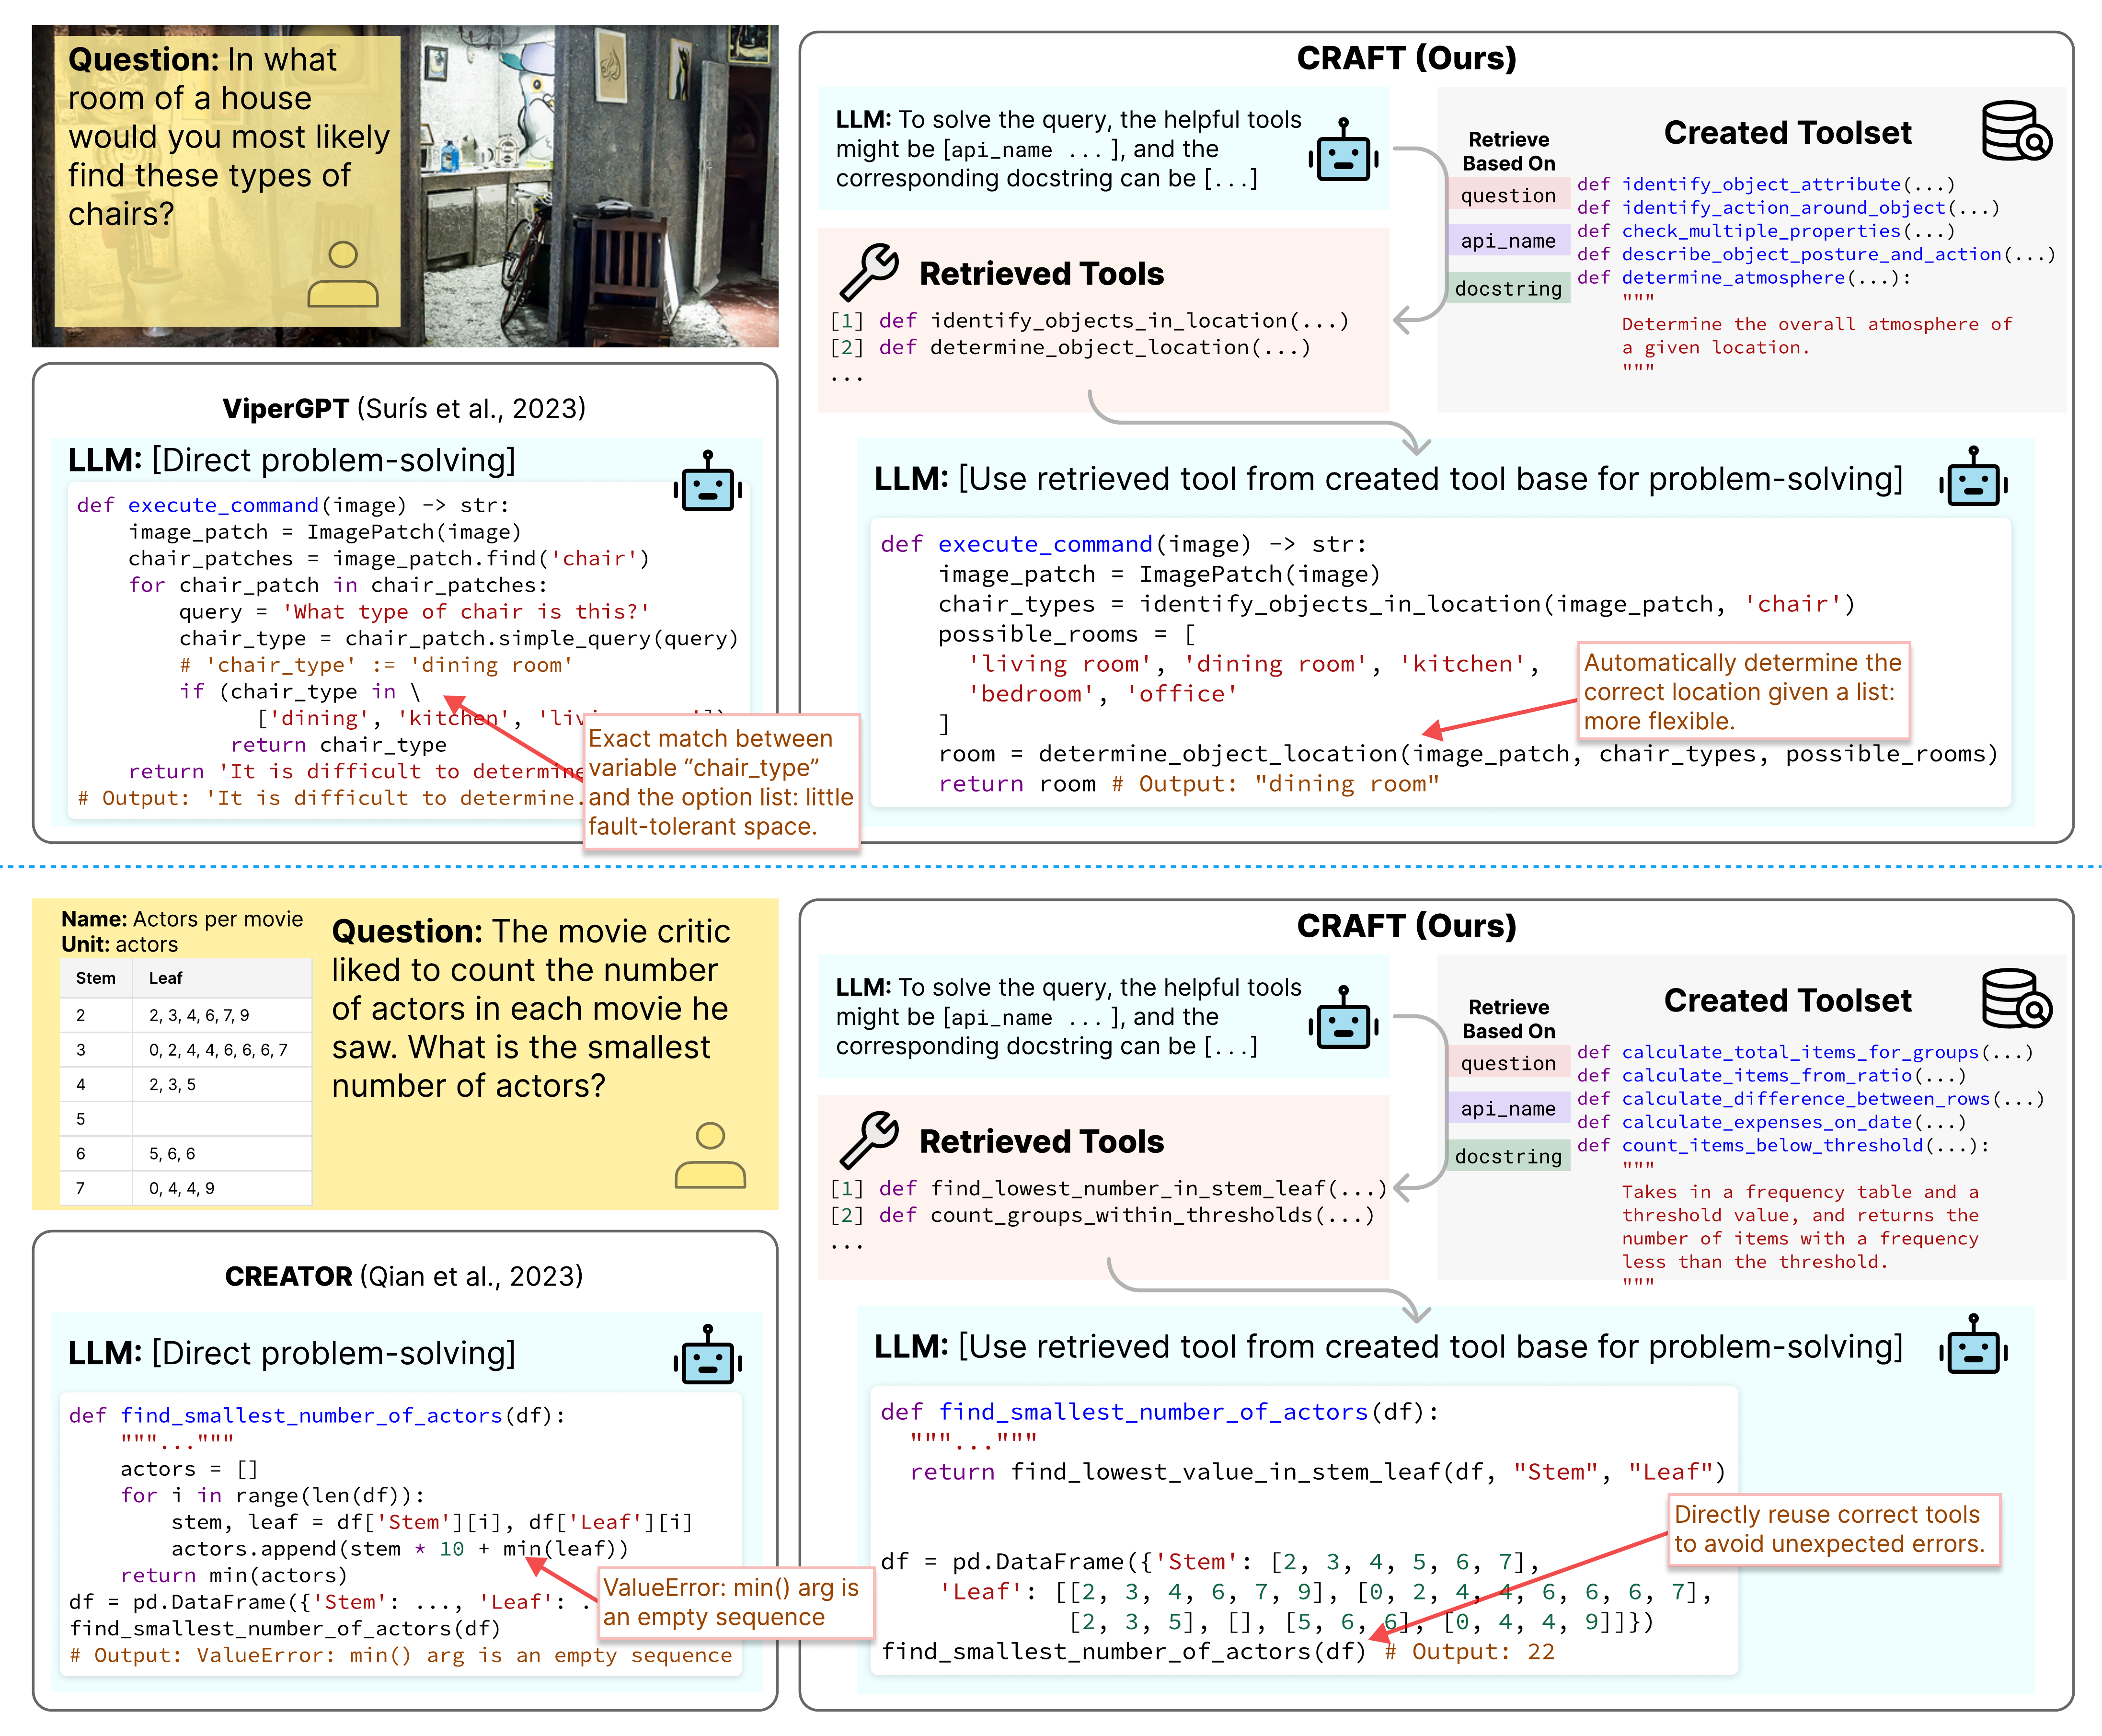 Question: In what
room of a house
would you most likely
find these types of
chairs?
ViperGPT (Surís et al., 2023)
LLM: [Direct problem-solving]
def execute_command(image) -> str:
    image_patch = ImagePatch(image)
    chair_patches = image_patch.find('chair')
    for chair_patch in chair_patches:
        query = 'What type of chair is this?'
        chair_type = chair_patch.simple_query(query)
        # 'chair_type' := 'dining room'
        if (chair_type in \
              ['dining', 'kitchen',
            return chair_type
    return 'It is difficult to determine
# Output: 'It is difficult to determine.
Exact match between
variable “chair_type”
and the option list: little
fault-tolerant space.
CRAFT (Ours)
LLM: To solve the query, the helpful tools
might be [api_name ... ], and the
corresponding docstring can be [...]
Retrieve
Based On
question
api_name
docstring
Created Toolset
def identify_object_attribute(...)
def identify_action_around_object(...)
def check_multiple_properties(...)
def describe_object_posture_and_action(...)
def determine_atmosphere(...):
"""
Determine the overall atmosphere of
a given location.
"""
Retrieved Tools
[1] def identify_objects_in_location(...)
[2] def determine_object_location(...)
...
LLM: [Use retrieved tool from created tool base for problem-solving]
def execute_command(image) -> str:
    image_patch = ImagePatch(image)
    chair_types = identify_objects_in_location(image_patch, 'chair')
    possible_rooms = [
      'living room', 'dining room', 'kitchen',
      'bedroom', 'office'
    ]
    room = determine_object_location(image_patch, chair_types, possible_rooms)
    return room # Output: "dining room"
Automatically determine the
correct location given a list:
more flexible.
Name: Actors per movie
Unit: actors
Stem Leaf
2 2, 3, 4, 6, 7, 9
3 0, 2, 4, 4, 6, 6, 6, 7
4 2, 3, 5
5
6 5, 6, 6
7 0, 4, 4, 9
Question: The movie critic
liked to count the number
of actors in each movie he
saw. What is the smallest
number of actors?
CREATOR (Qian et al., 2023)
LLM: [Direct problem-solving]
def find_smallest_number_of_actors(df):
    """..."""
    actors = []
    for i in range(len(df)):
        stem, leaf = df['Stem'][i], df['Leaf'][i]
        actors.append(stem * 10 + min(leaf))
    return min(actors)
df = pd.DataFrame({'Stem': ..., 'Leaf': .
find_smallest_number_of_actors(df)
# Output: ValueError: min() arg is an empty sequence
ValueError: min() arg is
an empty sequence
CRAFT (Ours)
LLM: To solve the query, the helpful tools
might be [api_name ... ], and the
corresponding docstring can be [...]
Retrieve
Based On
question
api_name
docstring
Created Toolset
def calculate_total_items_for_groups(...)
def calculate_items_from_ratio(...)
def calculate_difference_between_rows(...)
def calculate_expenses_on_date(...)
def count_items_below_threshold(...):
"""
Takes in a frequency table and a
threshold value, and returns the
number of items with a frequency
less than the threshold.
"""
Retrieved Tools
[1] def find_lowest_number_in_stem_leaf(...)
[2] def count_groups_within_thresholds(...)
...
LLM: [Use retrieved tool from created tool base for problem-solving]
def find_smallest_number_of_actors(df):
  """..."""
  return find_lowest_value_in_stem_leaf(df, "Stem", "Leaf")
df = pd.DataFrame({'Stem': [2, 3, 4, 5, 6, 7],
    'Leaf': [[2, 3, 4, 6, 7, 9], [0, 2, 4, 4, 6, 6, 6, 7],
             [2, 3, 5], [], [5, 6, 6], [0, 4, 4, 9]]})
find_smallest_number_of_actors(df) # Output: 22
Directly reuse correct tools
to avoid unexpected errors.